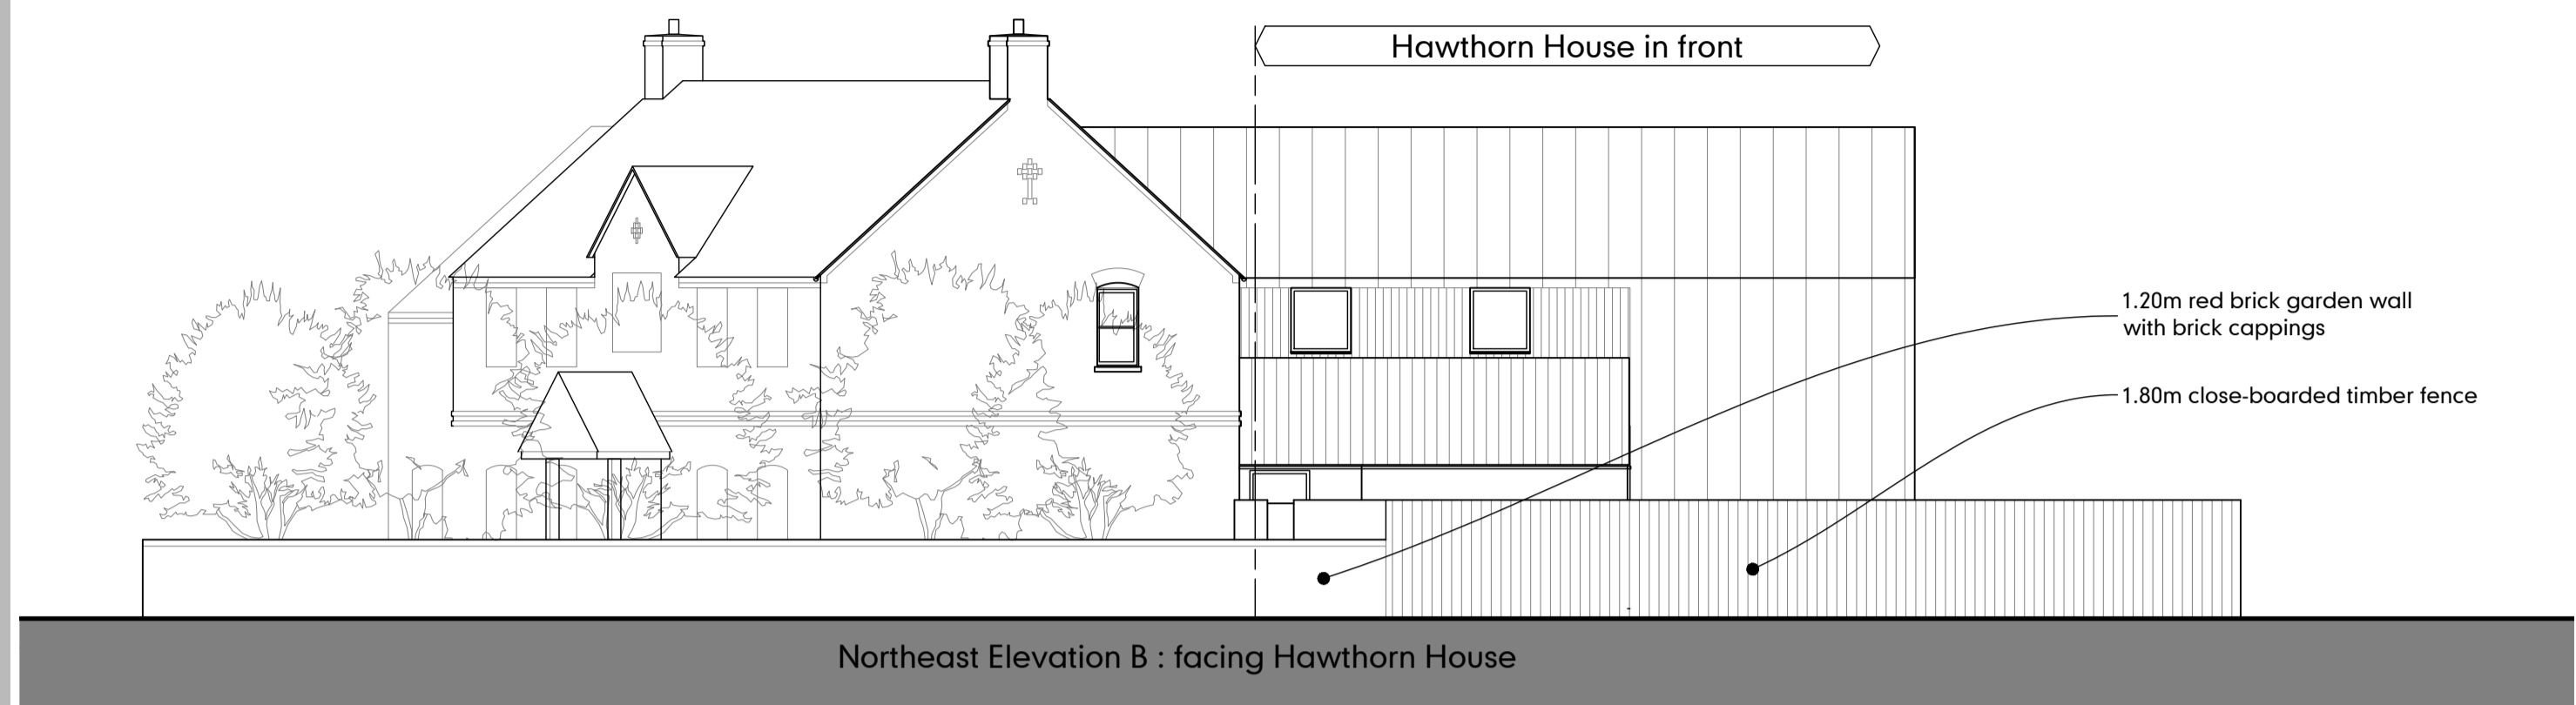 Hawthorn House in front
1.20m red brick garden wall
with brick cappings
1.80m close-boarded timber fence
Northeast Elevation B : facing Hawthorn House